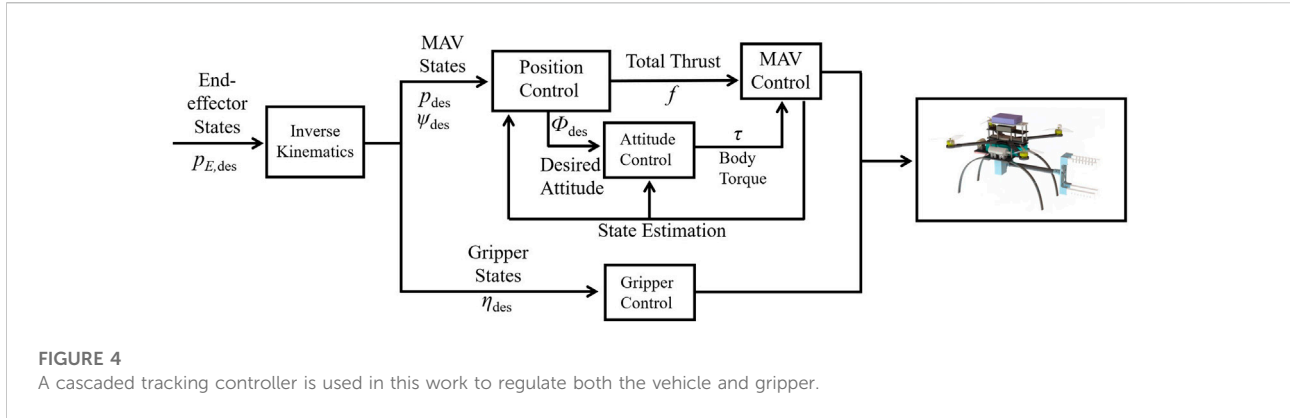 End-
effector
States
p_{E,des}
Inverse
Kinematics
MAV
States
p_des
ψ_des
Position
Control
Total Thrust
f
MAV
Control
Φ_des
Desired
Attitude
Attitude
Control
τ
Body
Torque
State Estimation
Gripper
States
η_des
Gripper
Control
FIGURE 4
A cascaded tracking controller is used in this work to regulate both the vehicle and gripper.